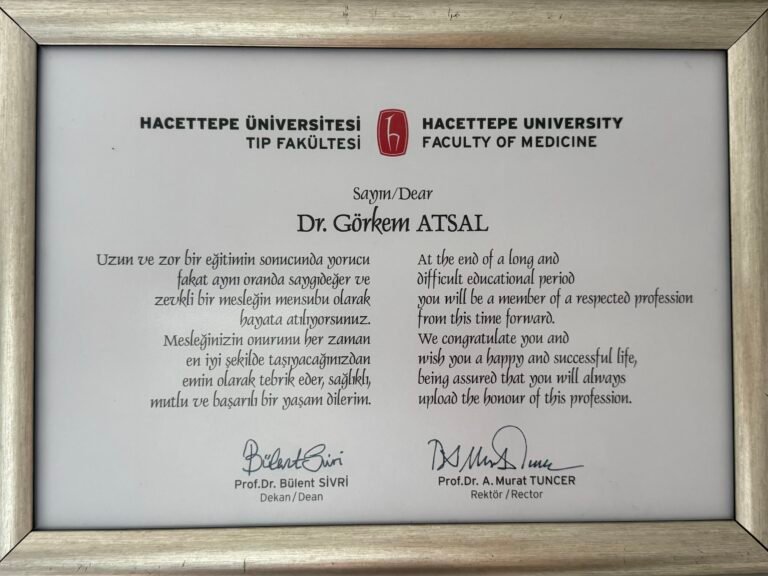 HACETTEPE ÜNİVERSİTESİ
TIP FAKÜLTESİ
HACETTEPE UNIVERSITY
FACULTY OF MEDICINE
Sayın/Dear
Dr. Görkem ATSAL
Uzun ve zor bir eğitimin sonucunda yorucu
fakat aynı oranda saygıdeğer ve
zevkli bir mesleğin mensubu olarak
hayata atılıyorsunuz.
Mesleğinizin onurunu her zaman
en iyi şekilde taşıyacağınızdan
emin olarak tebrik eder, sağlıklı,
mutlu ve başarılı bir yaşam dilerim.
At the end of a long and
difficult educational period
you will be a member of a respected profession
from this time forward.
We congratulate you and
wish you a happy and successful life,
being assured that you will always
upload the honour of this profession.
Bülent Sivri
Prof.Dr. Bülent SİVRİ
Dekan/Dean
Prof.Dr. A. Murat TUNCER
Rektör/Rector